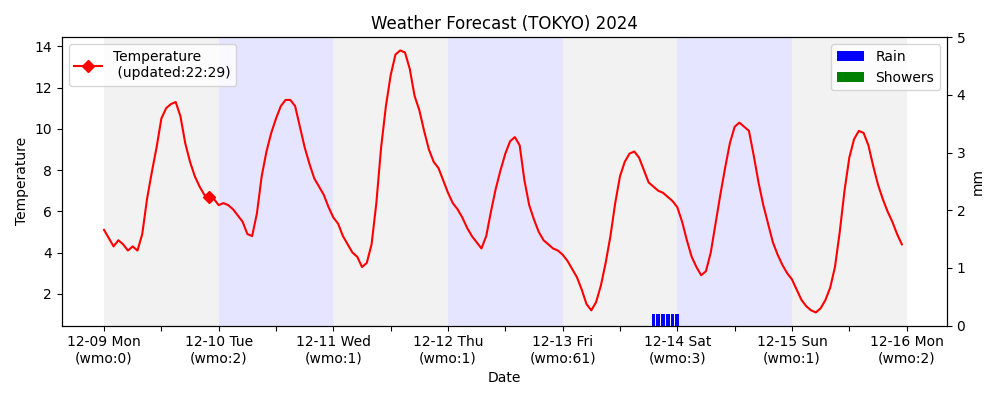 Weather Forecast (TOKYO) 2024
Temperature
(updated:22:29)
Rain
Showers
Temperature
14
12
10
8
6
4
2
5
4
3
2
1
0
mm
12-09 Mon
(wmo:0)
12-10 Tue
(wmo:2)
12-11 Wed
(wmo:1)
12-12 Thu
(wmo:1)
12-13 Fri
(wmo:61)
12-14 Sat
(wmo:3)
12-15 Sun
(wmo:1)
12-16 Mon
(wmo:2)
Date